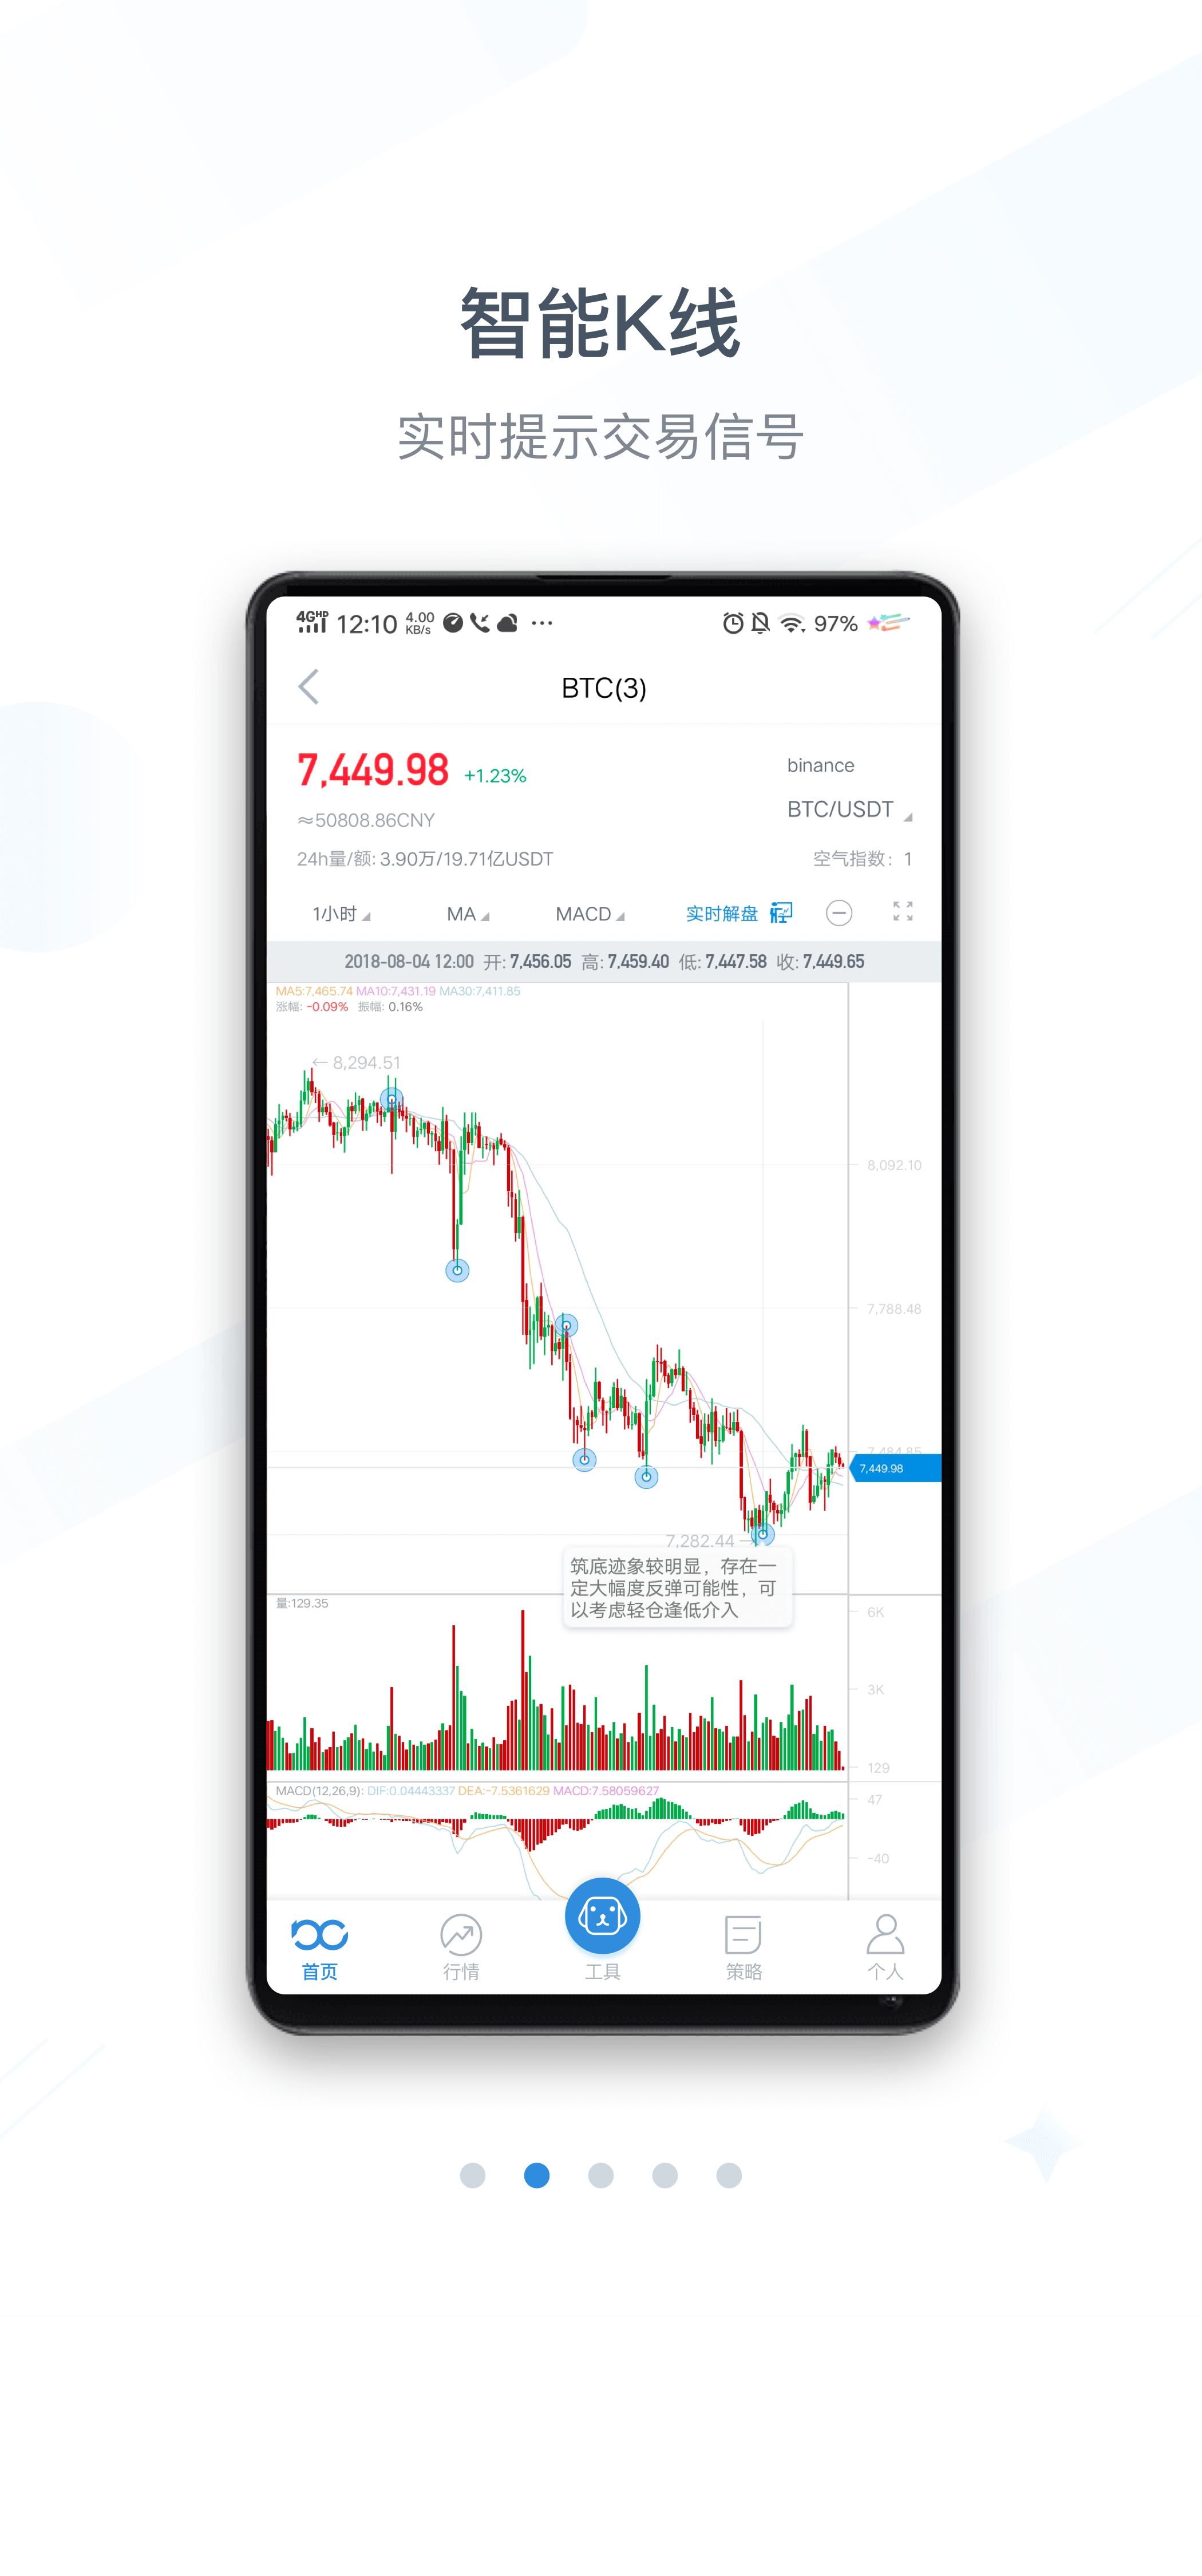 智能K线
实时提示交易信号
4GHP 12:10 4.00 KB/s ··· 97%
BTC(3)
7,449.98 +1.23% binance
≈50808.86CNY BTC/USDT
24h量/额: 3.90万/19.71亿USDT 空气指数: 1
1小时 MA MACD 实时解盘
2018-08-04 12:00 开: 7,456.05 高: 7,459.40 低: 7,447.58 收: 7,449.65
MA5:7,465.74 MA10:7,431.19 MA30:7,411.85
涨幅: -0.09% 振幅: 0.16%
←8,294.51
8,092.10
7,788.48
7,484.85
7,449.98
7,282.44→
筑底迹象较明显，存在一
定大幅度反弹可能性，可
以考虑轻仓逢低介入
量:129.35
6K
3K
129
MACD(12,26,9): DIF:0.04443337 DEA:-7.5361629 MACD:7.58059627
47
-40
首页 行情 工具 策略 个人